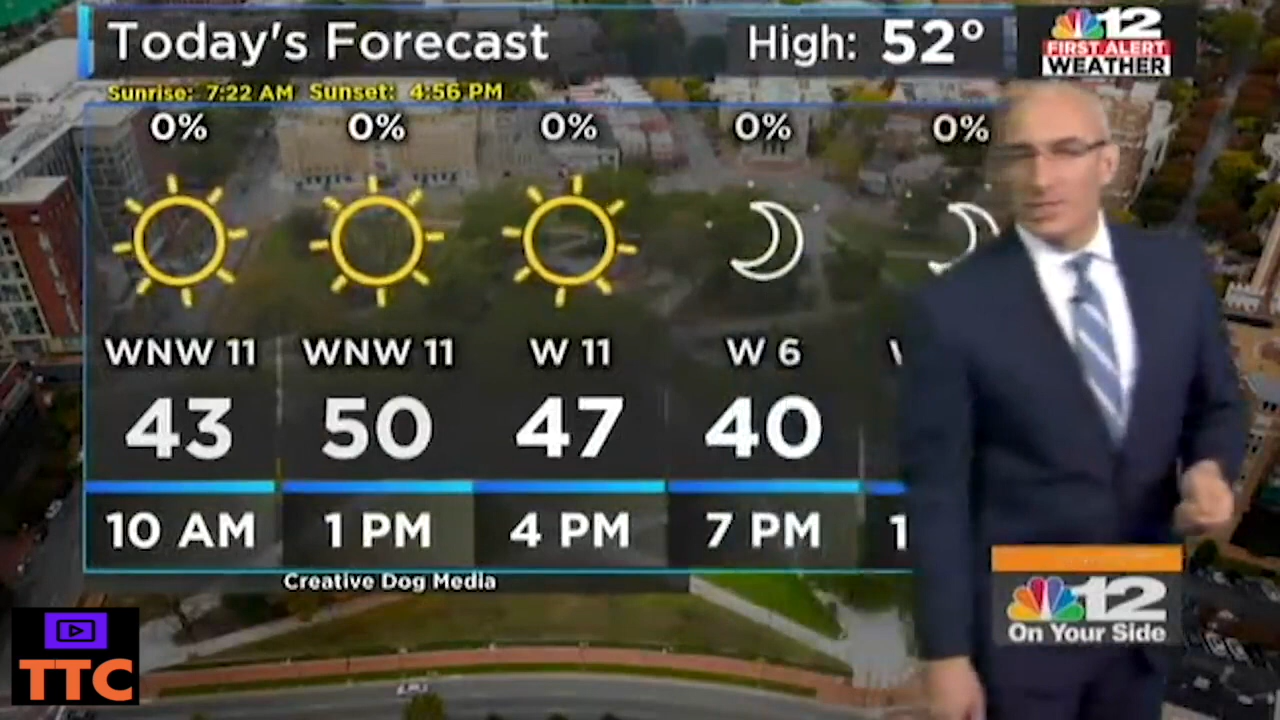 Today's Forecast
High: 52°
12
FIRST ALERT
WEATHER
Sunrise: 7:22 AM Sunset: 4:56 PM
0% 0% 0% 0% 0%
WNW 11 WNW 11 W 11 W 6
43 50 47 40
10 AM 1 PM 4 PM 7 PM 1
Creative Dog Media
12
On Your Side
TTC